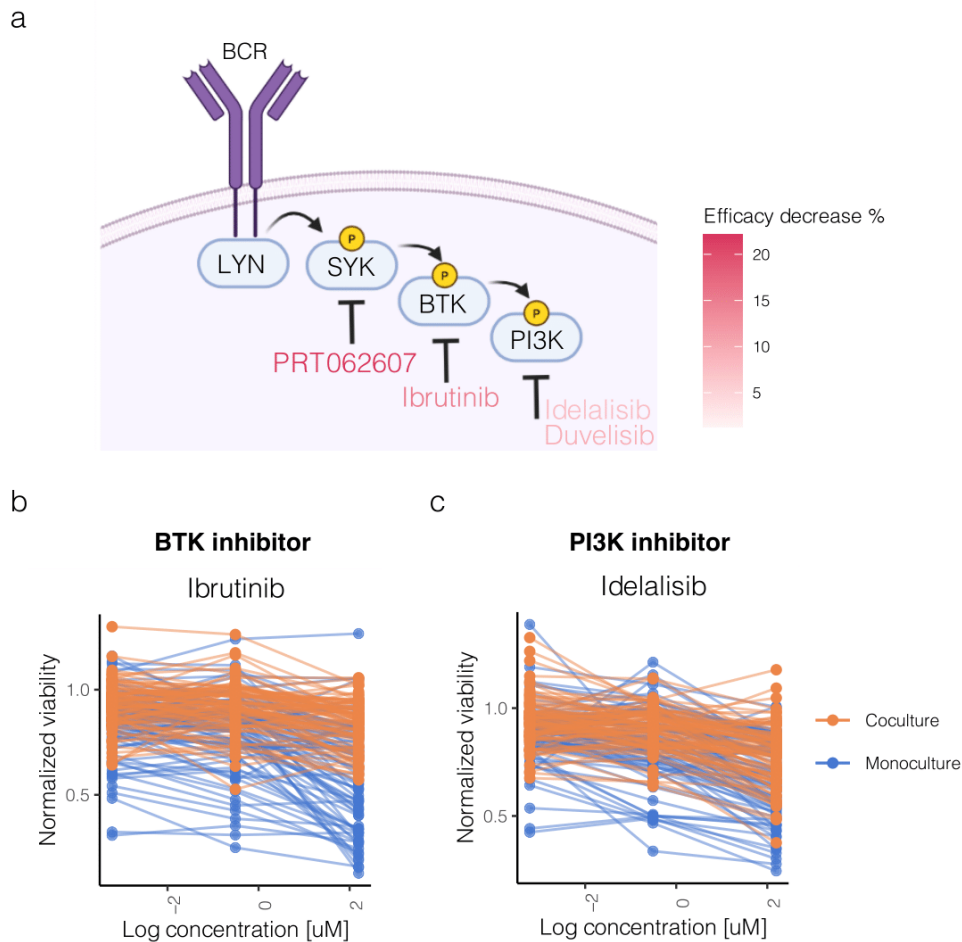 a
BCR
LYN
P
SYK
P
BTK
P
PI3K
PRT062607
Ibrutinib
Idelalisib
Duvelisib
Efficacy decrease %
20
15
10
5
b
BTK inhibitor
Ibrutinib
Normalized viability
1.0
0.5
−2
0
2
Log concentration [uM]
c
PI3K inhibitor
Idelalisib
Normalized viability
1.0
0.5
−2
0
2
Log concentration [uM]
Coculture
Monoculture